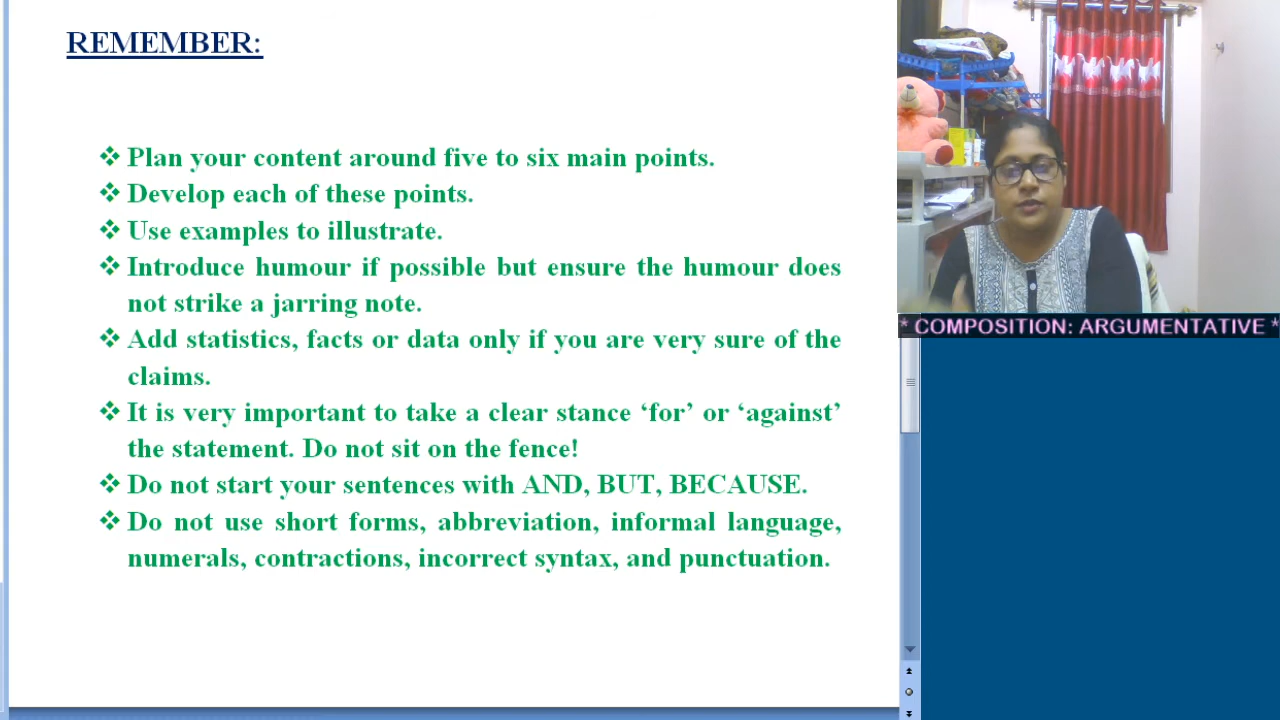 REMEMBER:
❖ Plan your content around five to six main points.
❖ Develop each of these points.
❖ Use examples to illustrate.
❖ Introduce humour if possible but ensure the humour does
not strike a jarring note.
❖ Add statistics, facts or data only if you are very sure of the
claims.
❖ It is very important to take a clear stance ‘for’ or ‘against’
the statement. Do not sit on the fence!
❖ Do not start your sentences with AND, BUT, BECAUSE.
❖ Do not use short forms, abbreviation, informal language,
numerals, contractions, incorrect syntax, and punctuation.
* COMPOSITION: ARGUMENTATIVE *